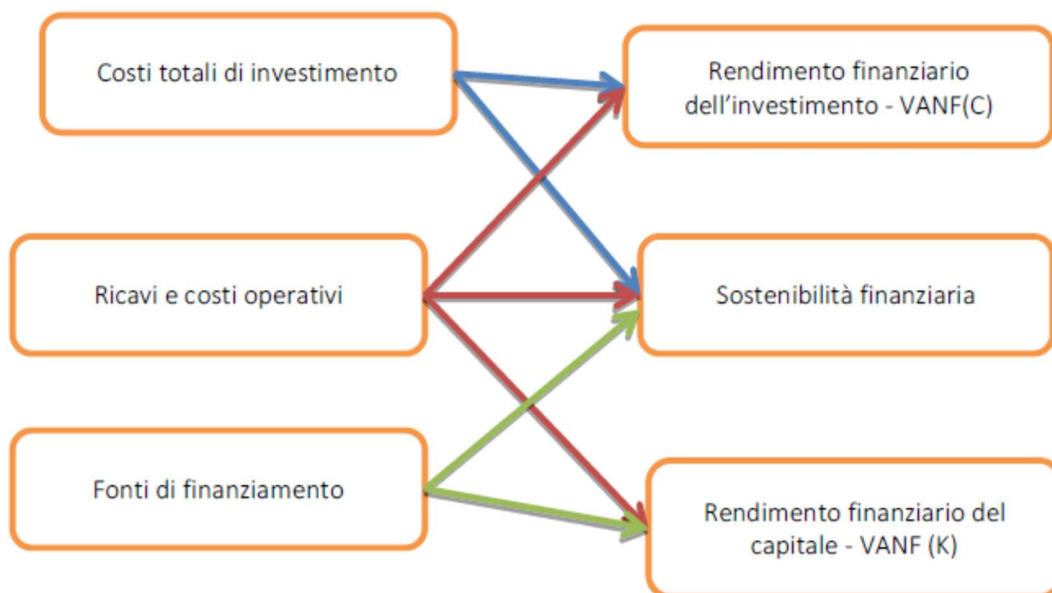 Costi totali di investimento
Rendimento finanziario
dell'investimento - VANF(C)
Ricavi e costi operativi
Sostenibilità finanziaria
Fonti di finanziamento
Rendimento finanziario del
capitale - VANF (K)